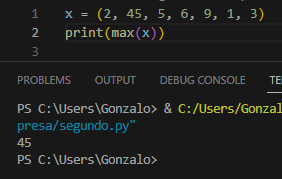 1 x = (2, 45, 5, 6, 9, 1, 3)
2 print(max(x))
3
PROBLEMS OUTPUT DEBUG CONSOLE
PS C:\Users\Gonzalo> & C:/Users/Gonzal
presa/segundo.py"
45
PS C:\Users\Gonzalo>